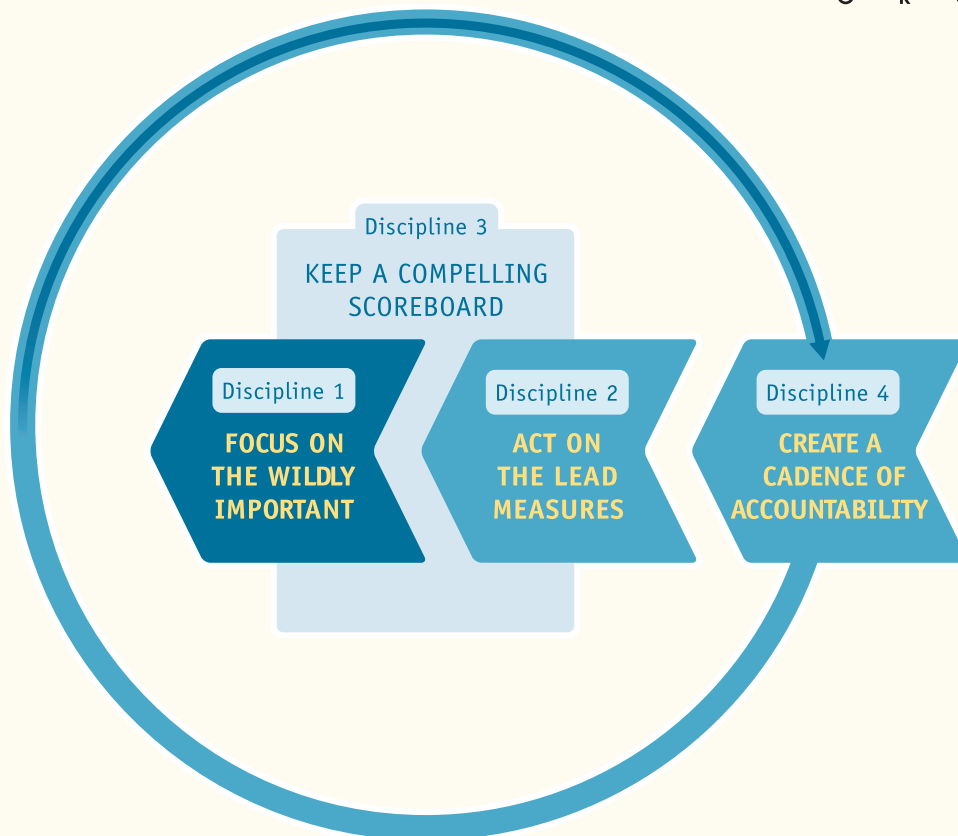 Discipline 3
KEEP A COMPELLING
SCOREBOARD
Discipline 1
FOCUS ON
THE WILDLY
IMPORTANT
Discipline 2
ACT ON
THE LEAD
MEASURES
Discipline 4
CREATE A
CADENCE OF
ACCOUNTABILITY